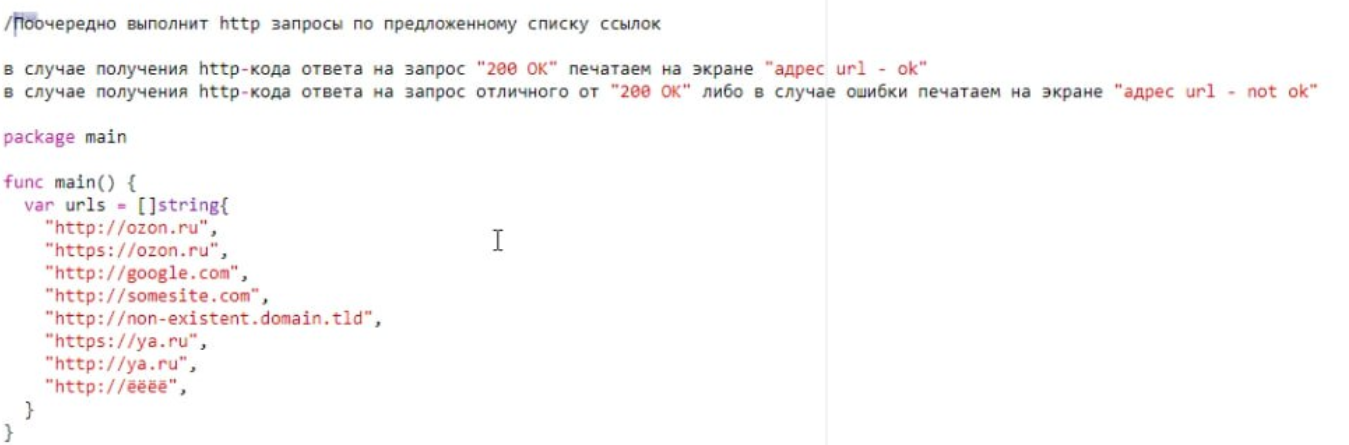 /Поочередно выполнит http запросы по предложенному списку ссылок
в случае получения http-кода ответа на запрос "200 OK" печатаем на экране "адрес url - ok"
в случае получения http-кода ответа на запрос отличного от "200 OK" либо в случае ошибки печатаем на экране "адрес url - not ok"
package main
func main() {
var urls = []string{
"http://ozon.ru",
"https://ozon.ru",
"http://google.com",
"http://somesite.com",
"http://non-existent.domain.tld",
"https://ya.ru",
"http://ya.ru",
"http://ёёёё",
}
}